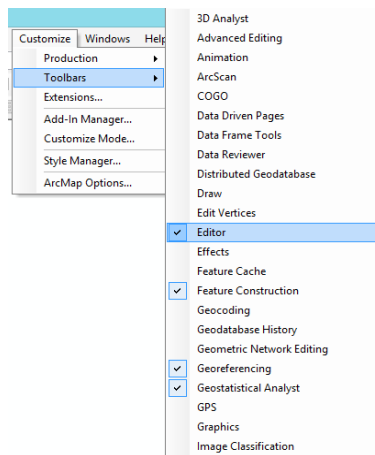 Customize Windows Help
Production
Toolbars
Extensions...
Add-In Manager...
Customize Mode...
Style Manager...
ArcMap Options...
3D Analyst
Advanced Editing
Animation
ArcScan
COGO
Data Driven Pages
Data Frame Tools
Data Reviewer
Distributed Geodatabase
Draw
Edit Vertices
Editor
Effects
Feature Cache
Feature Construction
Geocoding
Geodatabase History
Geometric Network Editing
Georeferencing
Geostatistical Analyst
GPS
Graphics
Image Classification